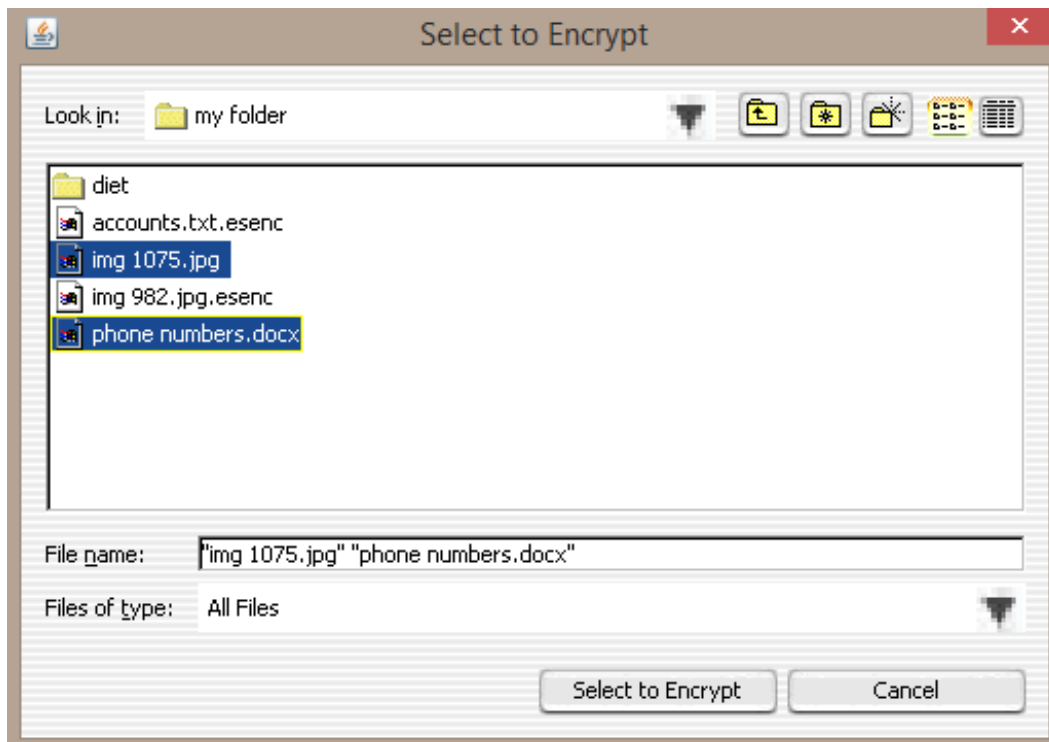 Select to Encrypt
Look in: my folder
diet
accounts.txt.esenc
img 1075.jpg
img 982.jpg.esenc
phone numbers.docx
File name: "img 1075.jpg" "phone numbers.docx"
Files of type: All Files
Select to Encrypt Cancel